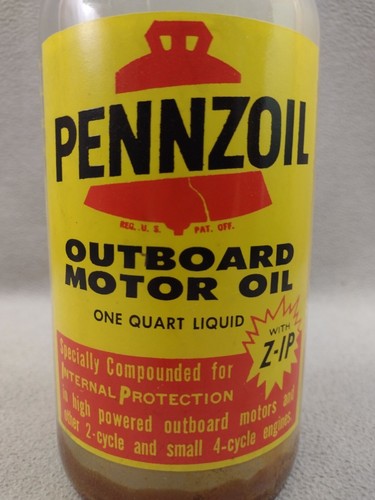 PENNZOIL
REG. U. S. PAT. OFF.
OUTBOARD
MOTOR OIL
ONE QUART LIQUID
WITH
Z-IP
Specially Compounded for
INTERNAL PROTECTION
in high powered outboard motors and
other 2-cycle and small 4-cycle engines